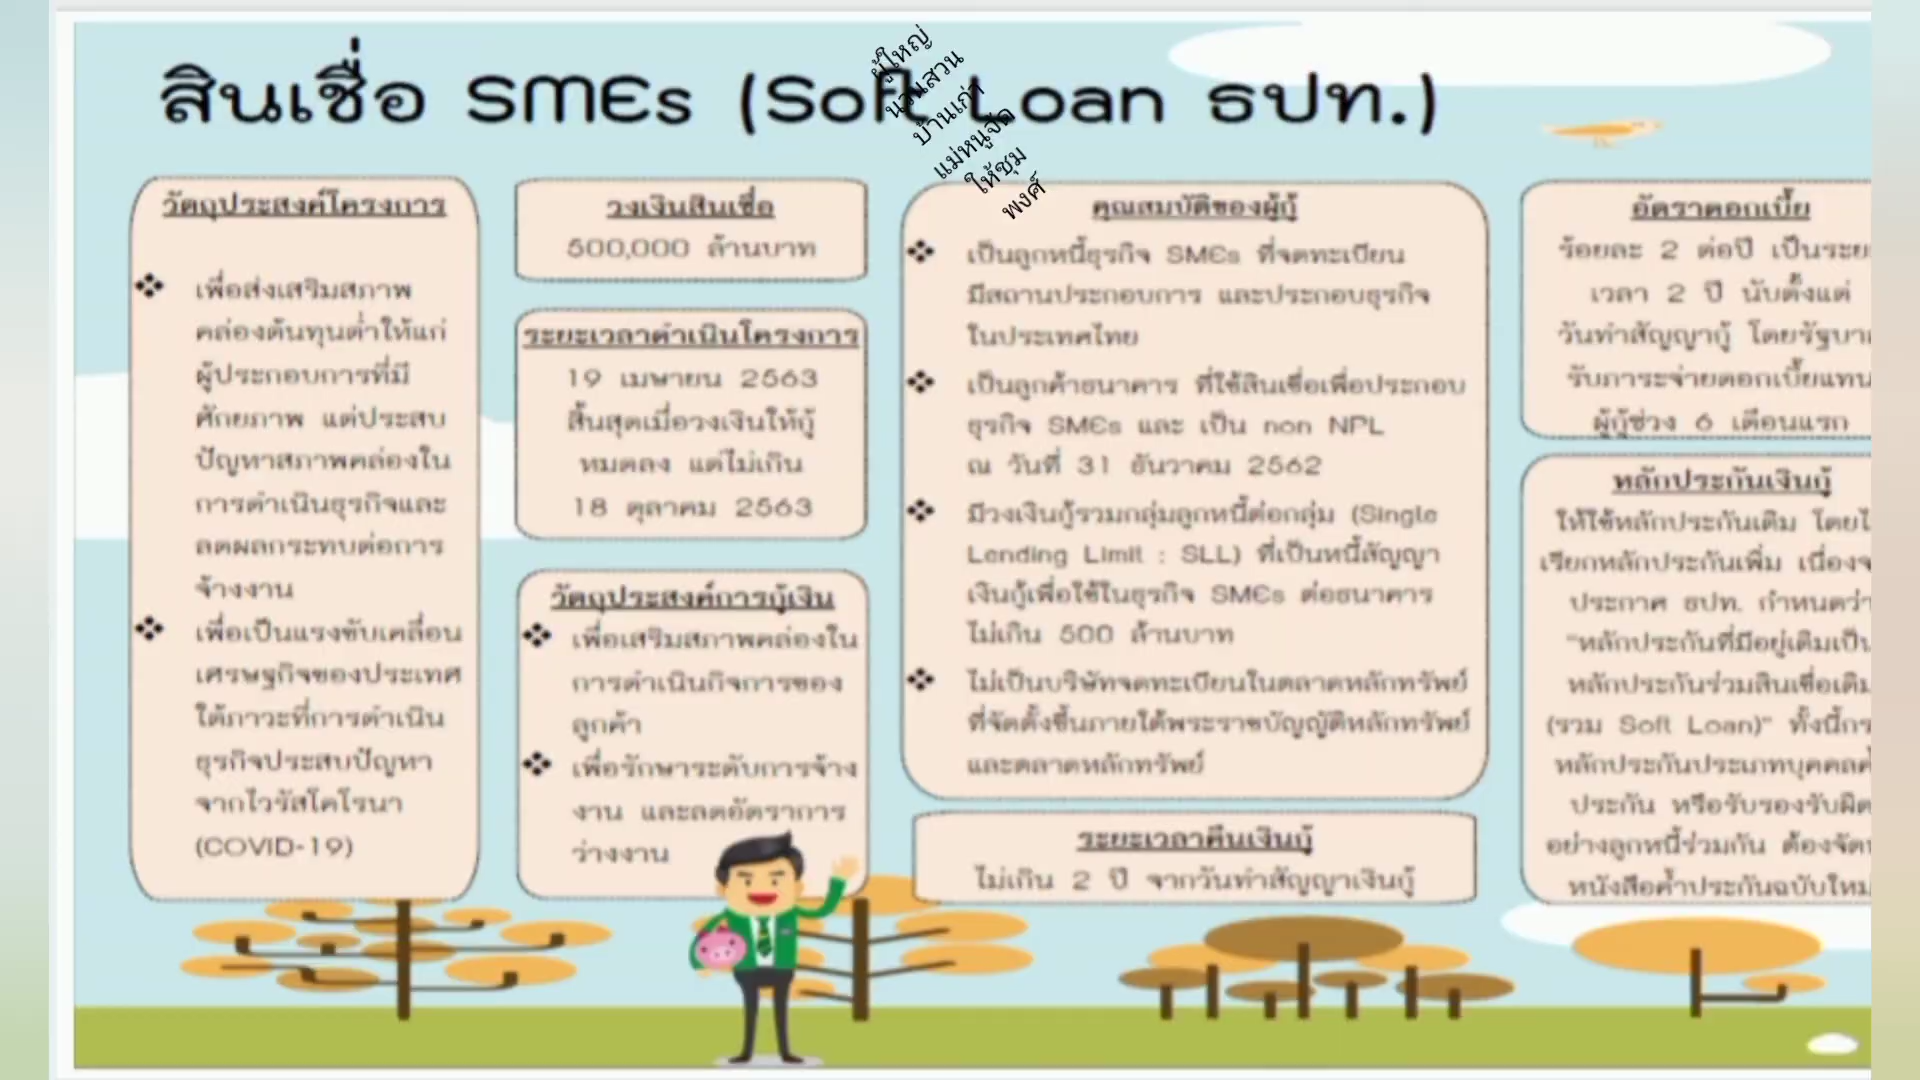 สินเชื่อ SMEs (Soft Loan ธปท.)
ผู้ใหญ่
นวนสวน
บ้านเก่า
แม่หนูจัด
ให้ชุม
พงศ์
วัตถุประสงค์โครงการ
เพื่อส่งเสริมสภาพ
คล่องต้นทุนต่ำให้แก่
ผู้ประกอบการที่มี
ศักยภาพ แต่ประสบ
ปัญหาสภาพคล่องใน
การดำเนินธุรกิจและ
ลดผลกระทบต่อการ
จ้างงาน
เพื่อเป็นแรงขับเคลื่อน
เศรษฐกิจของประเทศ
ใต้ภาวะที่การดำเนิน
ธุรกิจประสบปัญหา
จากไวรัสโคโรนา
(COVID-19)
วงเงินสินเชื่อ
500,000 ล้านบาท
ระยะเวลาดำเนินโครงการ
19 เมษายน 2563
สิ้นสุดเมื่อวงเงินให้กู้
หมดลง แต่ไม่เกิน
18 ตุลาคม 2563
วัตถุประสงค์การกู้เงิน
เพื่อเสริมสภาพคล่องใน
การดำเนินกิจการของ
ลูกค้า
เพื่อรักษาระดับการจ้าง
งาน และลดอัตราการ
ว่างงาน
คุณสมบัติของผู้กู้
เป็นลูกหนี้ธุรกิจ SMEs ที่จดทะเบียน
มีสถานประกอบการ และประกอบธุรกิจ
ในประเทศไทย
เป็นลูกค้าธนาคาร ที่ใช้สินเชื่อเพื่อประกอบ
ธุรกิจ SMEs และ เป็น non NPL
ณ วันที่ 31 ธันวาคม 2562
มีวงเงินกู้รวมกลุ่มลูกหนี้ต่อกลุ่ม (Single
Lending Limit : SLL) ที่เป็นหนี้สัญญา
เงินกู้เพื่อใช้ในธุรกิจ SMEs ต่อธนาคาร
ไม่เกิน 500 ล้านบาท
ไม่เป็นบริษัทจดทะเบียนในตลาดหลักทรัพย์
ที่จัดตั้งขึ้นภายใต้พระราชบัญญัติหลักทรัพย์
และตลาดหลักทรัพย์
ระยะเวลาคืนเงินกู้
ไม่เกิน 2 ปี จากวันทำสัญญาเงินกู้
อัตราดอกเบี้ย
ร้อยละ 2 ต่อปี เป็นระย
เวลา 2 ปี นับตั้งแต่
วันทำสัญญากู้ โดยรัฐบา
รับภาระจ่ายดอกเบี้ยแทน
ผู้กู้ช่วง 6 เดือนแรก
หลักประกันเงินกู้
ให้ใช้หลักประกันเดิม โดยไ
เรียกหลักประกันเพิ่ม เนื่องจ
ประกาศ ธปท. กำหนดว่า
"หลักประกันที่มีอยู่เดิมเป็น
หลักประกันร่วมสินเชื่อเดิม
(รวม Soft Loan)" ทั้งนี้กร
หลักประกันประเภทบุคคลค้
ประกัน หรือรับรองรับผิด
อย่างลูกหนี้ร่วมกัน ต้องจัดท
หนังสือค้ำประกันฉบับใหม่